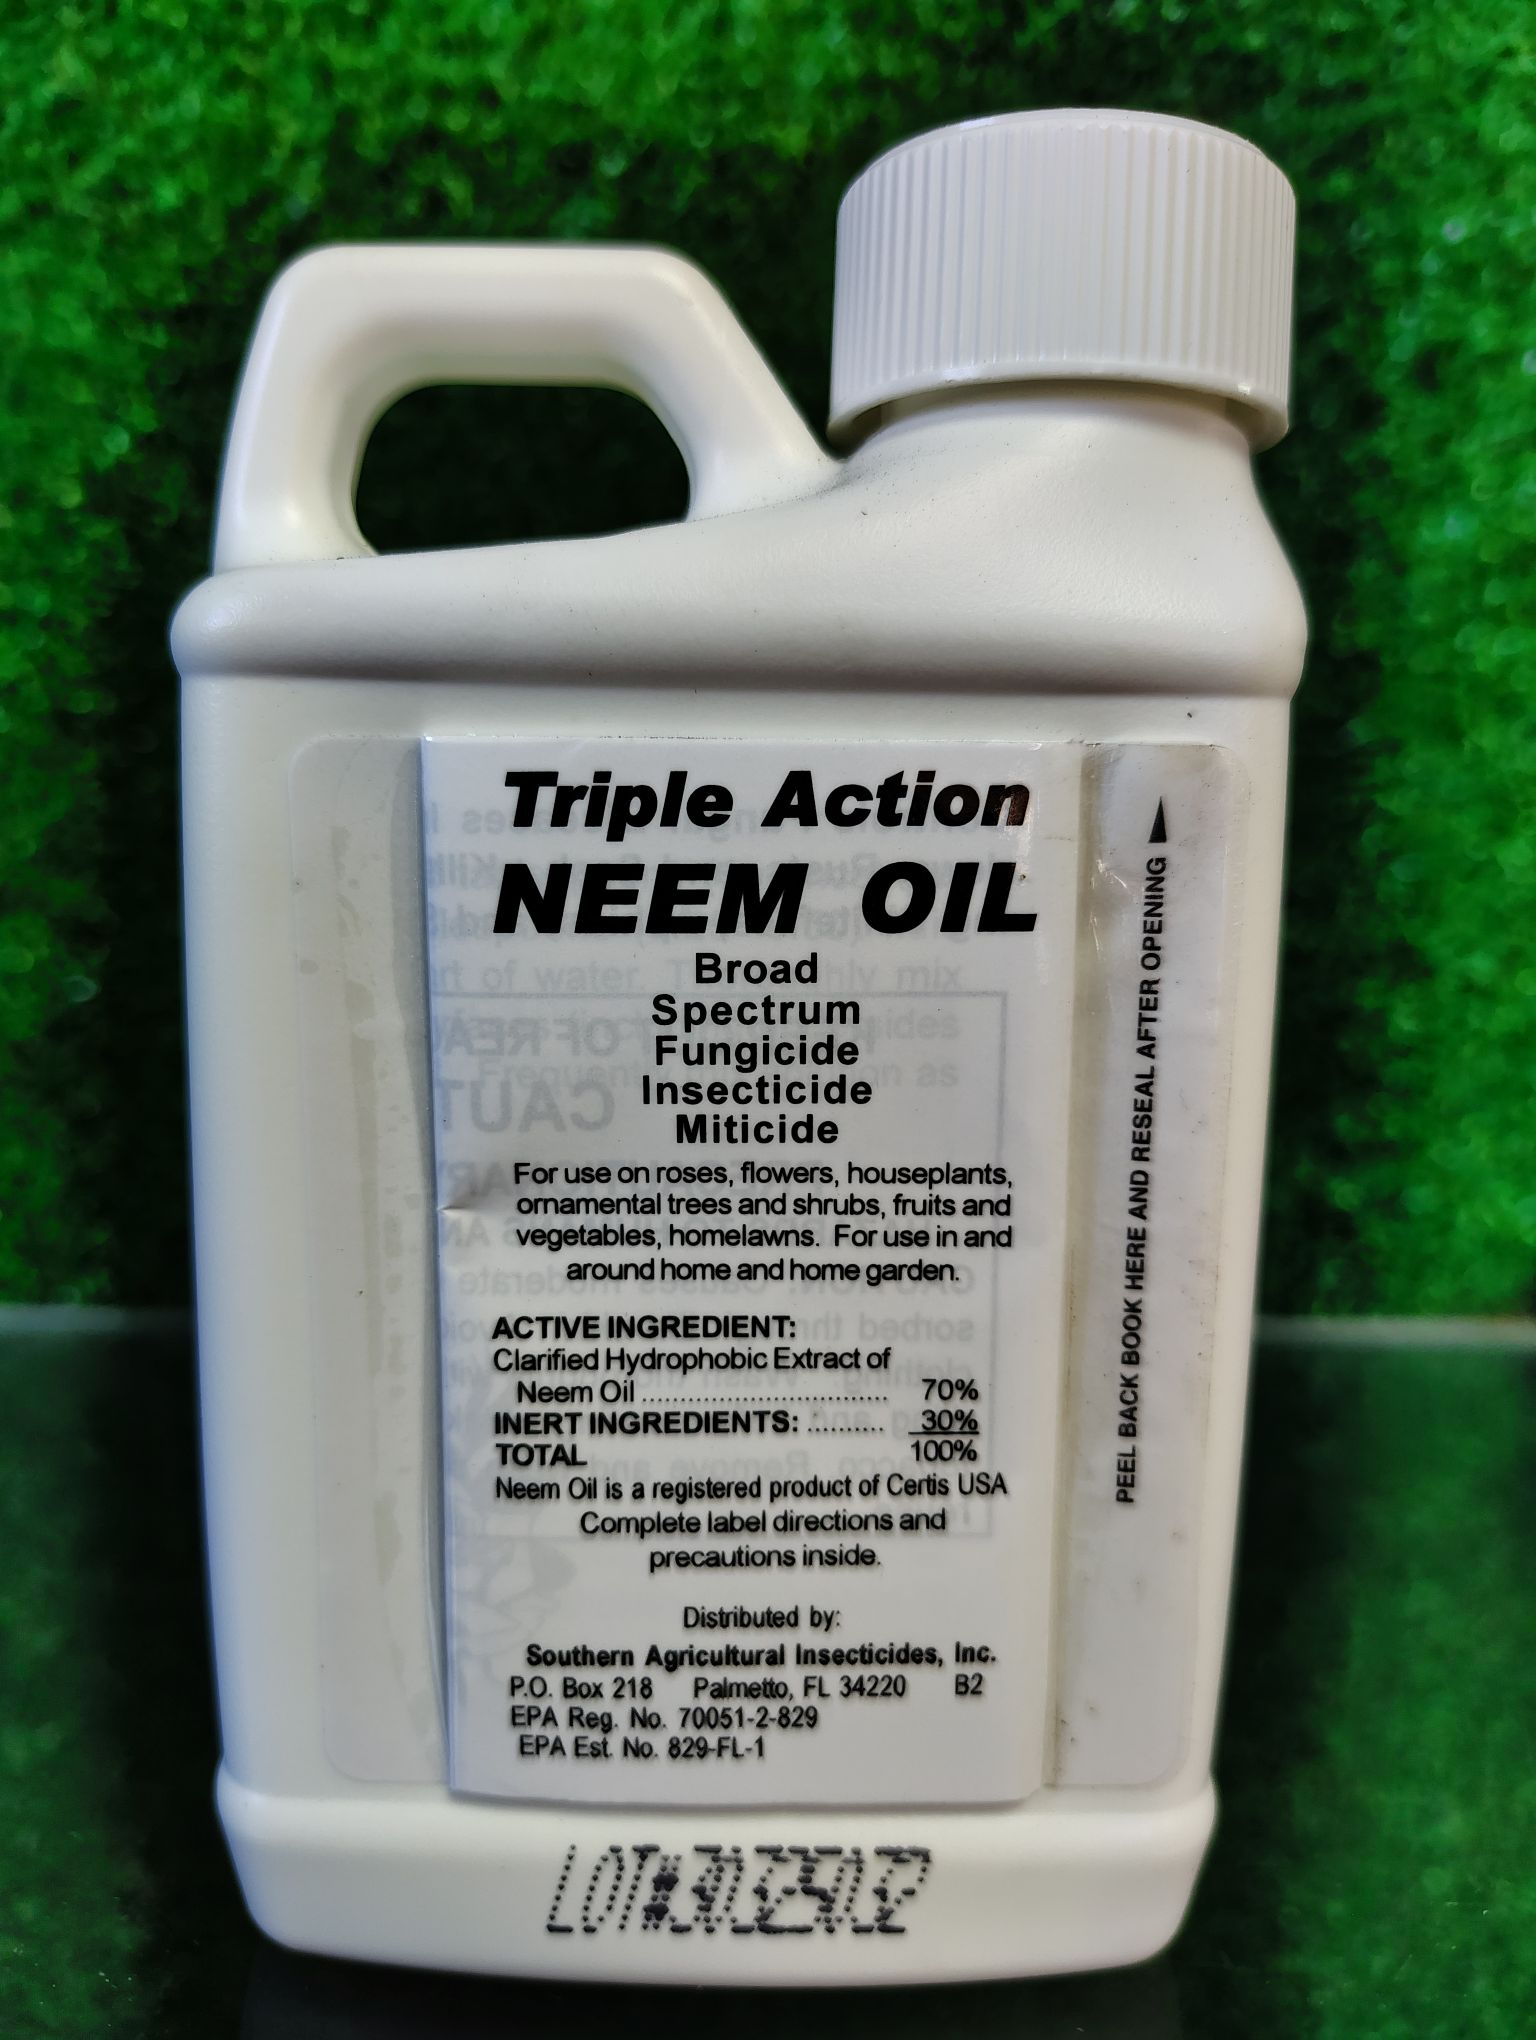 Triple Action
NEEM OIL
Broad
Spectrum
Fungicide
Insecticide
Miticide
For use on roses, flowers, houseplants,
ornamental trees and shrubs, fruits and
vegetables, homelawns. For use in and
around home and home garden.
ACTIVE INGREDIENT:
Clarified Hydrophobic Extract of
Neem Oil ................................ 70%
INERT INGREDIENTS: .......... 30%
TOTAL 100%
Neem Oil is a registered product of Certis USA
Complete label directions and
precautions inside.
Distributed by:
Southern Agricultural Insecticides, Inc.
P.O. Box 218 Palmetto, FL 34220 B2
EPA Reg. No. 70051-2-829
EPA Est. No. 829-FL-1
PEEL BACK BOOK HERE AND RESEAL AFTER OPENING